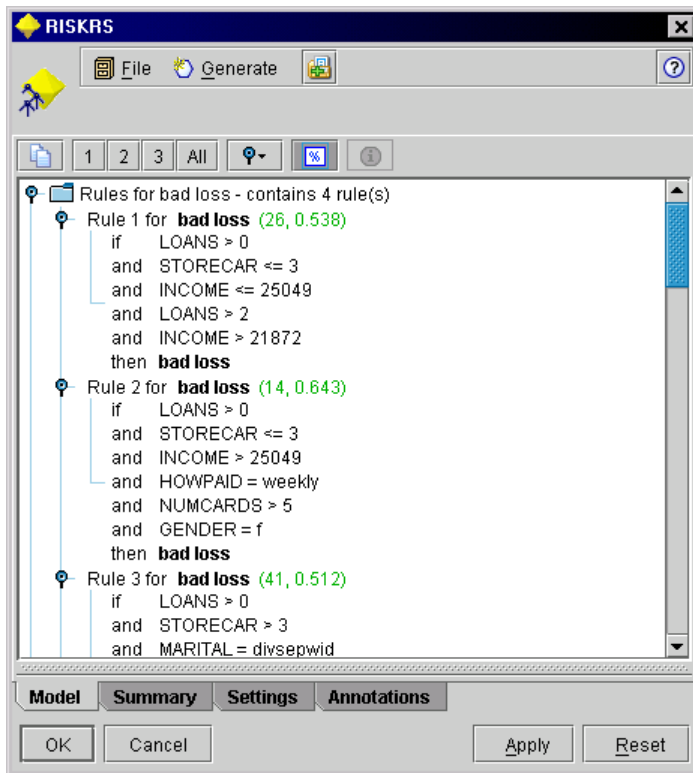 RISKRS
File Generate
1 2 3 All %
Rules for bad loss - contains 4 rule(s)
Rule 1 for bad loss (26, 0.538)
if LOANS > 0
and STORECAR <= 3
and INCOME <= 25049
and LOANS > 2
and INCOME > 21872
then bad loss
Rule 2 for bad loss (14, 0.643)
if LOANS > 0
and STORECAR <= 3
and INCOME > 25049
and HOWPAID = weekly
and NUMCARDS > 5
and GENDER = f
then bad loss
Rule 3 for bad loss (41, 0.512)
if LOANS > 0
and STORECAR > 3
and MARITAL = divsepwid
Model Summary Settings Annotations
OK Cancel Apply Reset